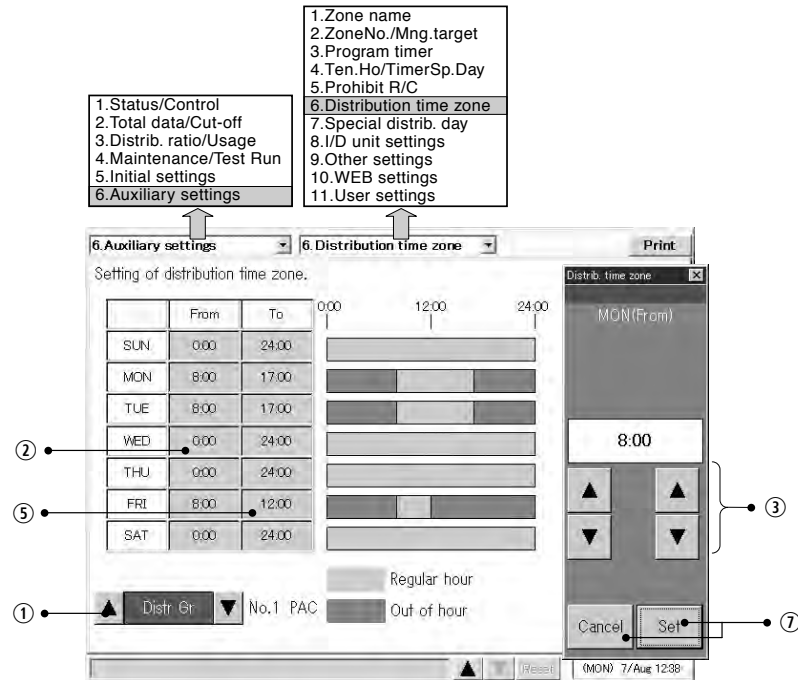 1.Zone name
2.ZoneNo./Mng.target
3.Program timer
4.Ten.Ho/TimerSp.Day
5.Prohibit R/C
6.Distribution time zone
7.Special distrib. day
8.I/D unit settings
9.Other settings
10.WEB settings
11.User settings
1.Status/Control
2.Total data/Cut-off
3.Distrib. ratio/Usage
4.Maintenance/Test Run
5.Initial settings
6.Auxiliary settings
6.Auxiliary settings 6.Distribution time zone Print
Setting of distribution time zone.
From To 0:00 12:00 24:00
SUN 0:00 24:00
MON 8:00 17:00
TUE 8:00 17:00
WED 0:00 24:00
THU 0:00 24:00
FRI 8:00 12:00
SAT 0:00 24:00
② ⑤ ①
▲ Distr Gr ▼ No.1 PAC
Regular hour
Out of hour
Distrib. time zone X
MON(From)
8:00
▲ ▲
▼ ▼
③
Cancel Set
⑦
▲ ▼ Reset (MON) 7/Aug 12:38